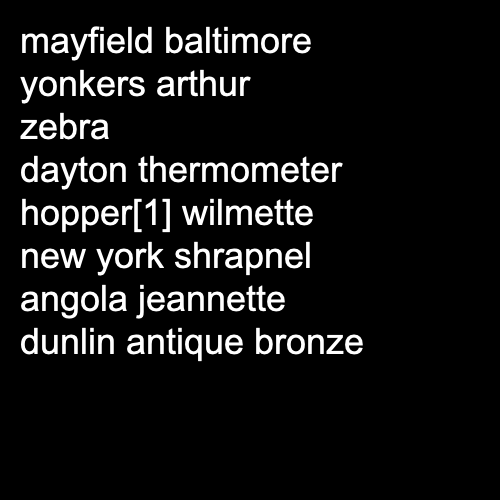 mayfield baltimore
yonkers arthur
zebra
dayton thermometer
hopper[1] wilmette
new york shrapnel
angola jeannette
dunlin antique bronze